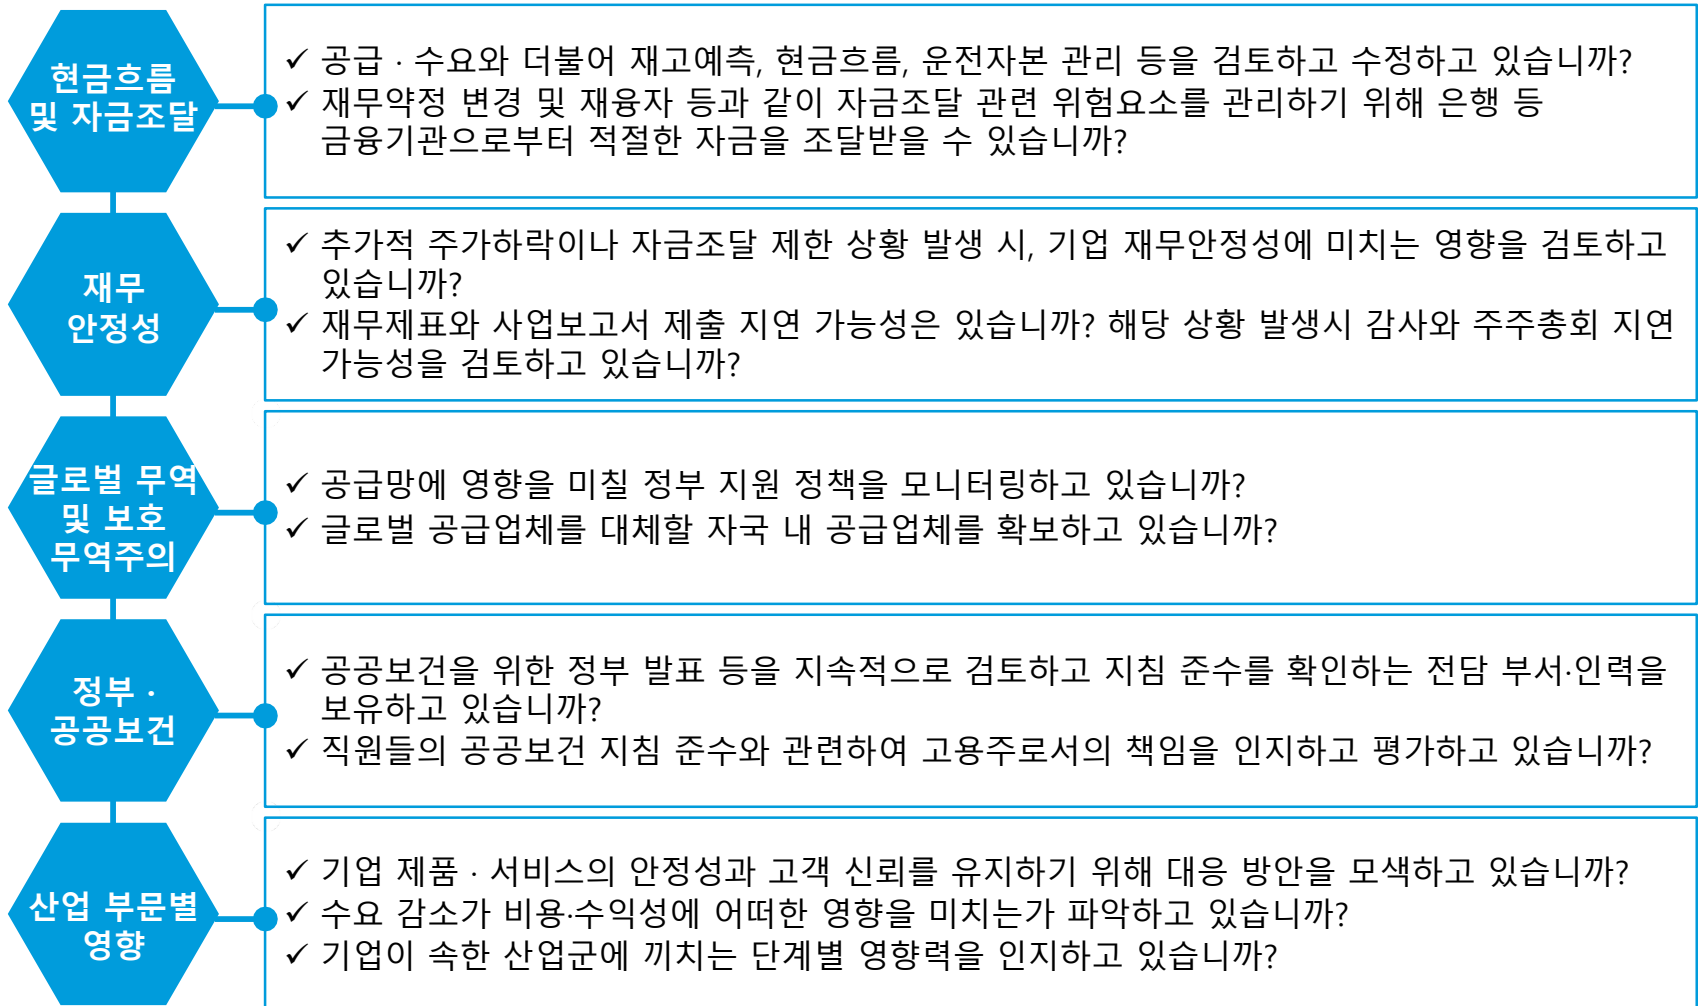 현금흐름
및 자금조달
✓ 공급 · 수요와 더불어 재고예측, 현금흐름, 운전자본 관리 등을 검토하고 수정하고 있습니까?
✓ 재무약정 변경 및 재융자 등과 같이 자금조달 관련 위험요소를 관리하기 위해 은행 등
금융기관으로부터 적절한 자금을 조달받을 수 있습니까?
재무
안정성
✓ 추가적 주가하락이나 자금조달 제한 상황 발생 시, 기업 재무안정성에 미치는 영향을 검토하고
있습니까?
✓ 재무제표와 사업보고서 제출 지연 가능성은 있습니까? 해당 상황 발생시 감사와 주주총회 지연
가능성을 검토하고 있습니까?
글로벌 무역
및 보호
무역주의
✓ 공급망에 영향을 미칠 정부 지원 정책을 모니터링하고 있습니까?
✓ 글로벌 공급업체를 대체할 자국 내 공급업체를 확보하고 있습니까?
정부 ·
공공보건
✓ 공공보건을 위한 정부 발표 등을 지속적으로 검토하고 지침 준수를 확인하는 전담 부서·인력을
보유하고 있습니까?
✓ 직원들의 공공보건 지침 준수와 관련하여 고용주로서의 책임을 인지하고 평가하고 있습니까?
산업 부문별
영향
✓ 기업 제품 · 서비스의 안정성과 고객 신뢰를 유지하기 위해 대응 방안을 모색하고 있습니까?
✓ 수요 감소가 비용·수익성에 어떠한 영향을 미치는가 파악하고 있습니까?
✓ 기업이 속한 산업군에 끼치는 단계별 영향력을 인지하고 있습니까?